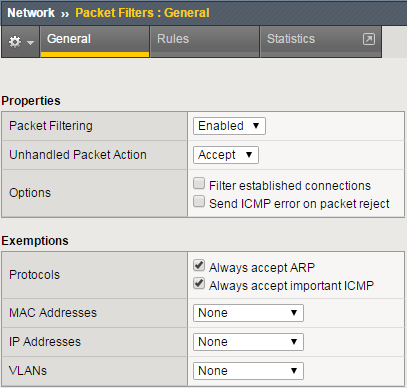 Network ›› Packet Filters : General
General Rules Statistics
Properties
Packet Filtering Enabled
Unhandled Packet Action Accept
Options Filter established connections
Send ICMP error on packet reject
Exemptions
Protocols Always accept ARP
Always accept important ICMP
MAC Addresses None
IP Addresses None
VLANs None